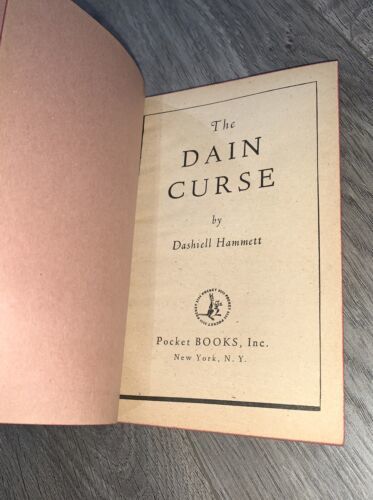 The
DAIN
CURSE
by
Dashiell Hammett
Pocket BOOKS, Inc.
New York, N. Y.